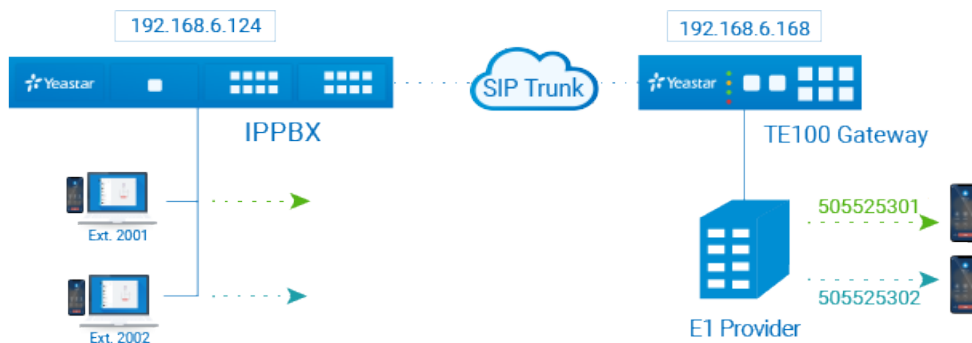 192.168.6.124
192.168.6.168
Yeastar
SIP Trunk
Yeastar
IPPBX
TE100 Gateway
Ext. 2001
505525301
Ext. 2002
505525302
E1 Provider